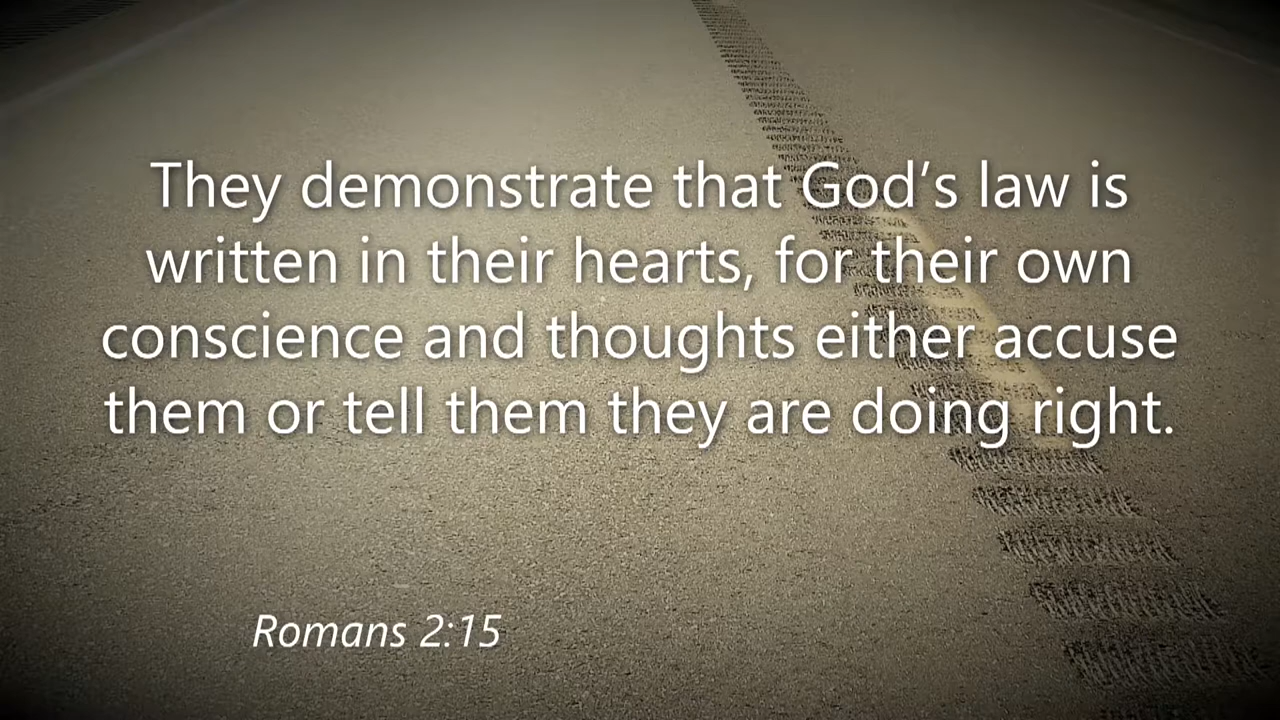 They demonstrate that God’s law is
written in their hearts, for their own
conscience and thoughts either accuse
them or tell them they are doing right.
Romans 2:15